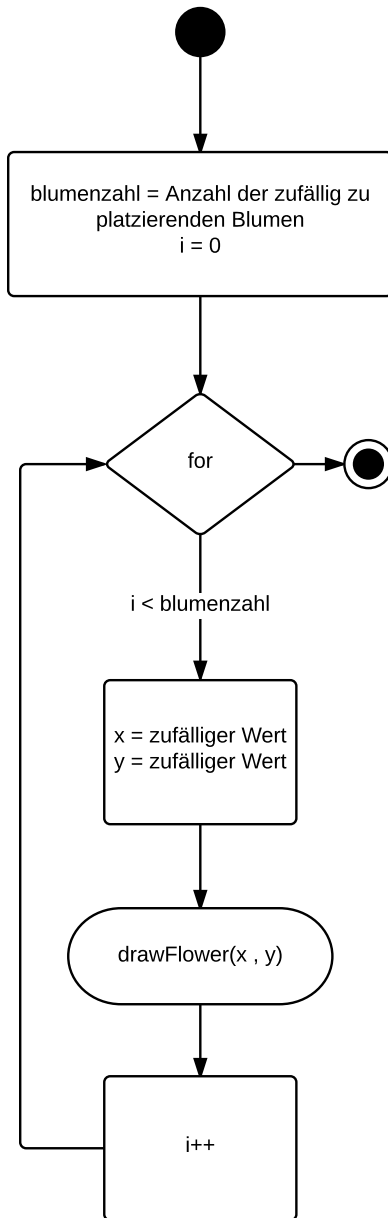 blumenzahl = Anzahl der zufällig zu
platzierenden Blumen
i = 0
for
i < blumenzahl
x = zufälliger Wert
y = zufälliger Wert
drawFlower(x , y)
i++